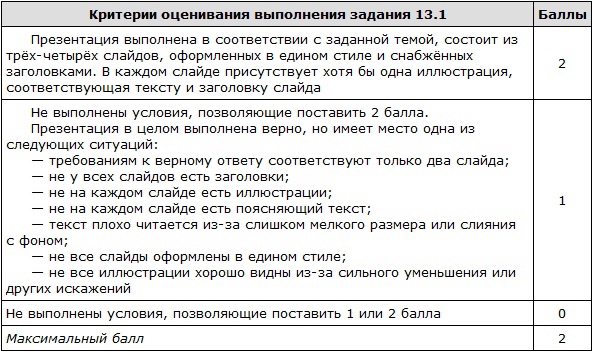 Критерии оценивания выполнения задания 13.1 Баллы
Презентация выполнена в соответствии с заданной темой, состоит из
трёх-четырёх слайдов, оформленных в едином стиле и снабжённых
заголовками. В каждом слайде присутствует хотя бы одна иллюстрация,
соответствующая тексту и заголовку слайда
2
Не выполнены условия, позволяющие поставить 2 балла.
Презентация в целом выполнена верно, но имеет место одна из
следующих ситуаций:
— требованиям к верному ответу соответствуют только два слайда;
— не у всех слайдов есть заголовки;
— не на каждом слайде есть иллюстрации;
— не на каждом слайде есть поясняющий текст;
— текст плохо читается из-за слишком мелкого размера или слияния
с фоном;
— не все слайды оформлены в едином стиле;
— не все иллюстрации хорошо видны из-за сильного уменьшения или
других искажений
1
Не выполнены условия, позволяющие поставить 1 или 2 балла 0
Максимальный балл 2